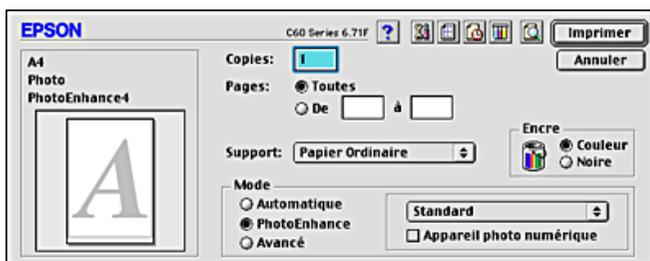 EPSON
C60 Series 6.71F
?
Imprimer
Annuler
A4
Photo
PhotoEnhance4
A
Copies: 1
Pages: Toutes
De à
Support: Papier Ordinaire
Encre
Couleur
Noire
Mode
Automatique
PhotoEnhance
Avancé
Standard
Appareil photo numérique